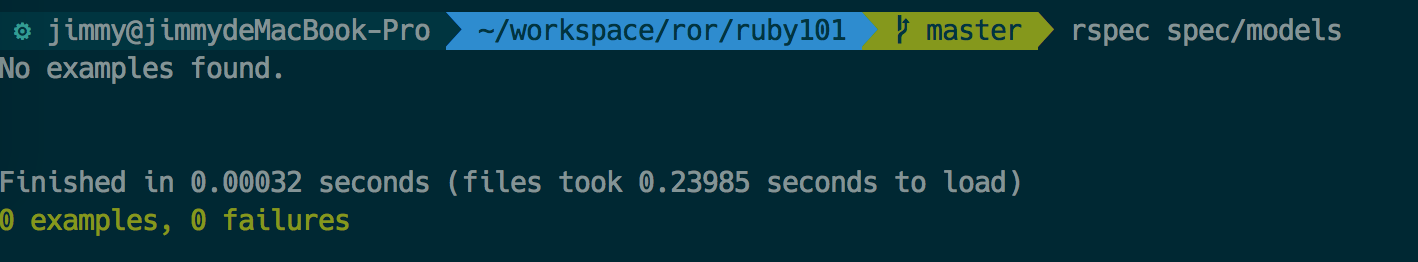 jimmy@jimmydeMacBook-Pro ~/workspace/ror/ruby101 master rspec spec/models
No examples found.
Finished in 0.00032 seconds (files took 0.23985 seconds to load)
0 examples, 0 failures